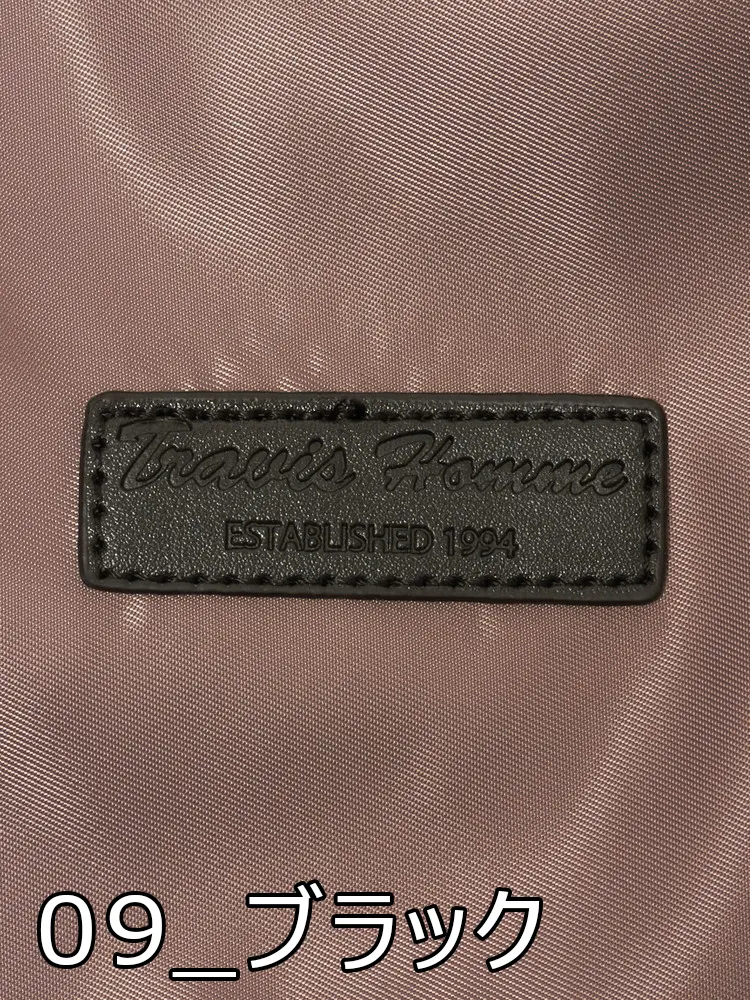 Travis Homme
ESTABLISHED 1994
09_ブラック